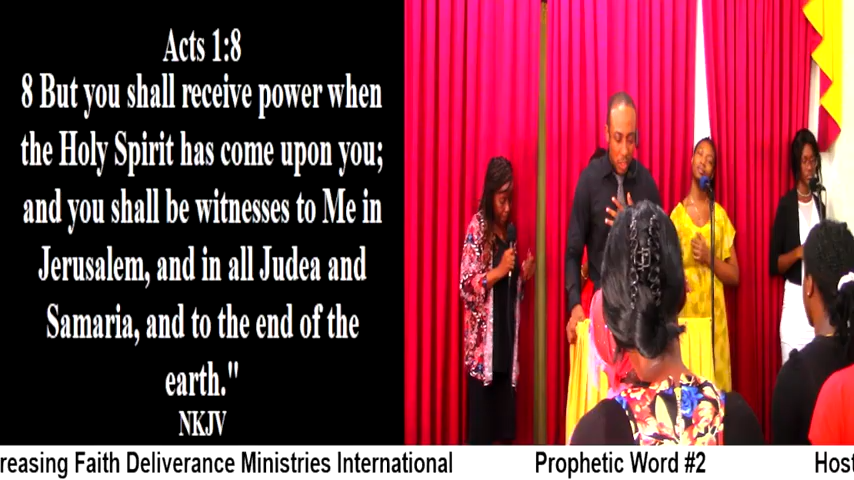 Acts 1:8
8 But you shall receive power when
the Holy Spirit has come upon you;
and you shall be witnesses to Me in
Jerusalem, and in all Judea and
Samaria, and to the end of the
earth."
NKJV
reasing Faith Deliverance Ministries International Prophetic Word #2 Host